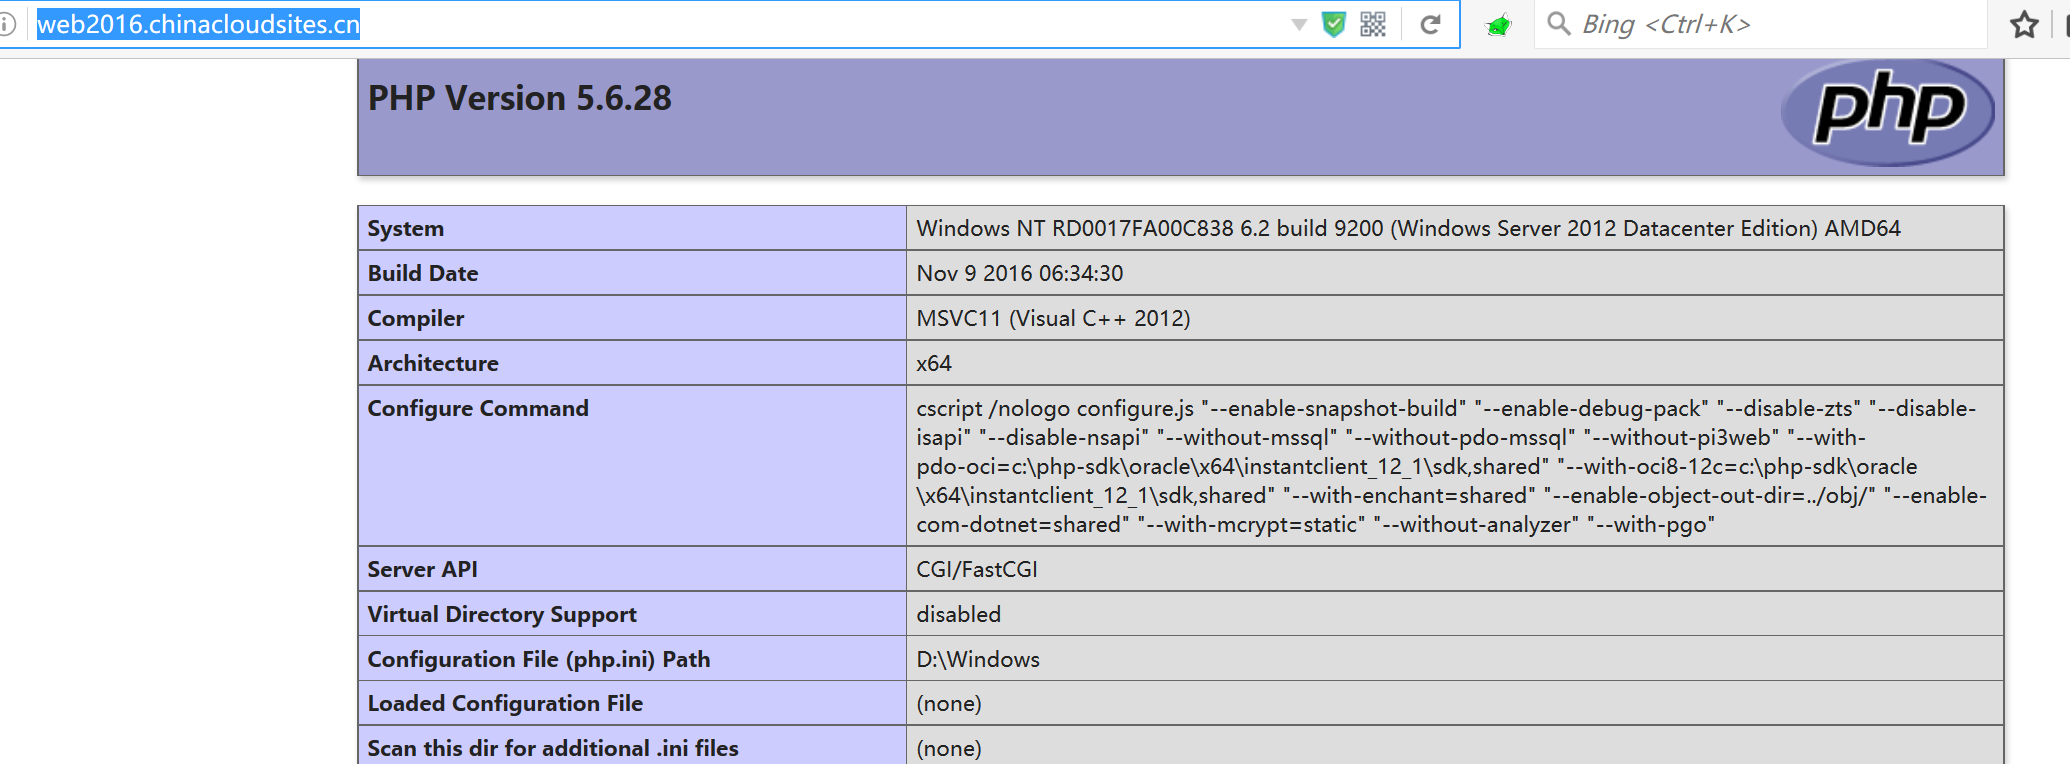 web2016.chinacloudsites.cn
Bing <Ctrl+K>
PHP Version 5.6.28
php
System Windows NT RD0017FA00C838 6.2 build 9200 (Windows Server 2012 Datacenter Edition) AMD64
Build Date Nov 9 2016 06:34:30
Compiler MSVC11 (Visual C++ 2012)
Architecture x64
Configure Command cscript /nologo configure.js "--enable-snapshot-build" "--enable-debug-pack" "--disable-zts" "--disable-
isapi" "--disable-nsapi" "--without-mssql" "--without-pdo-mssql" "--without-pi3web" "--with-
pdo-oci=c:\php-sdk\oracle\x64\instantclient_12_1\sdk,shared" "--with-oci8-12c=c:\php-sdk\oracle
\x64\instantclient_12_1\sdk,shared" "--with-enchant=shared" "--enable-object-out-dir=../obj/" "--enable-
com-dotnet=shared" "--with-mcrypt=static" "--without-analyzer" "--with-pgo"
Server API CGI/FastCGI
Virtual Directory Support disabled
Configuration File (php.ini) Path D:\Windows
Loaded Configuration File (none)
Scan this dir for additional .ini files (none)